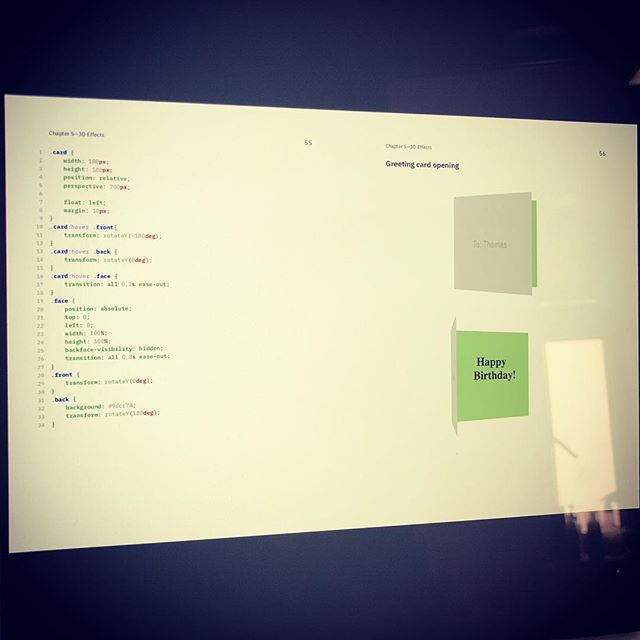 Chapter 5—3D Effects
55
1 .card {
2 width: 180px;
3 height: 180px;
4 position: relative;
5 perspective: 700px;
6
7 float: left;
8 margin: 10px;
9 }
10 .card:hover .front{
11 transform: rotateY(-180deg);
12 }
13 .card:hover .back {
14 transform: rotateY(0deg);
15 }
16 .card:hover .face {
17 transition: all 0.3s ease-out;
18 }
19 .face {
20 position: absolute;
21 top: 0;
22 left: 0;
23 width: 100%;
24 height: 100%;
25 backface-visibility: hidden;
26 transition: all 0.8s ease-out;
27 }
28 .front {
29 transform: rotateY(0deg);
30 }
31 .back {
32 background: #9dcc78;
33 transform: rotateY(180deg);
34 }
Chapter 5—3D Effects
56
Greeting card opening
To: Thomas
Happy
Birthday!